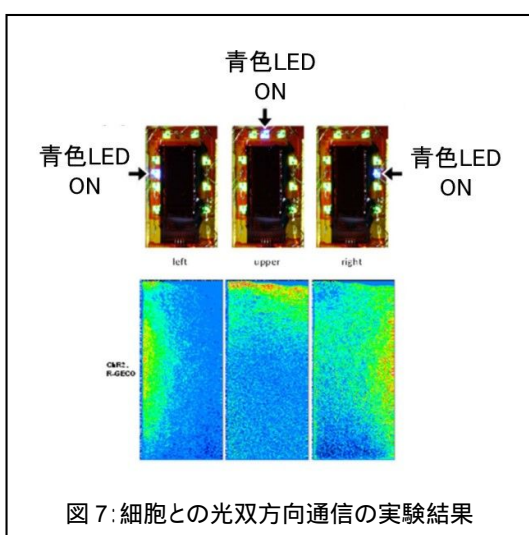 青色LED
ON
青色LED
ON
青色LED
ON
left
upper
right
ChR2,
R-GECO
図 7:細胞との光双方向通信の実験結果